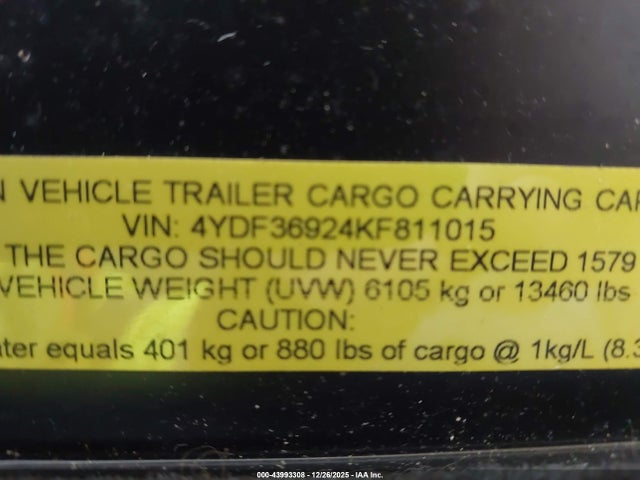 N VEHICLE TRAILER CARGO CARRYING CAP
VIN: 4YDF36924KF811015
THE CARGO SHOULD NEVER EXCEED 1579
VEHICLE WEIGHT (UVW) 6105 kg or 13460 lbs
CAUTION:
ter equals 401 kg or 880 lbs of cargo @ 1kg/L (8.3
000-43993308 - 12/26/2025 - IAA Inc.